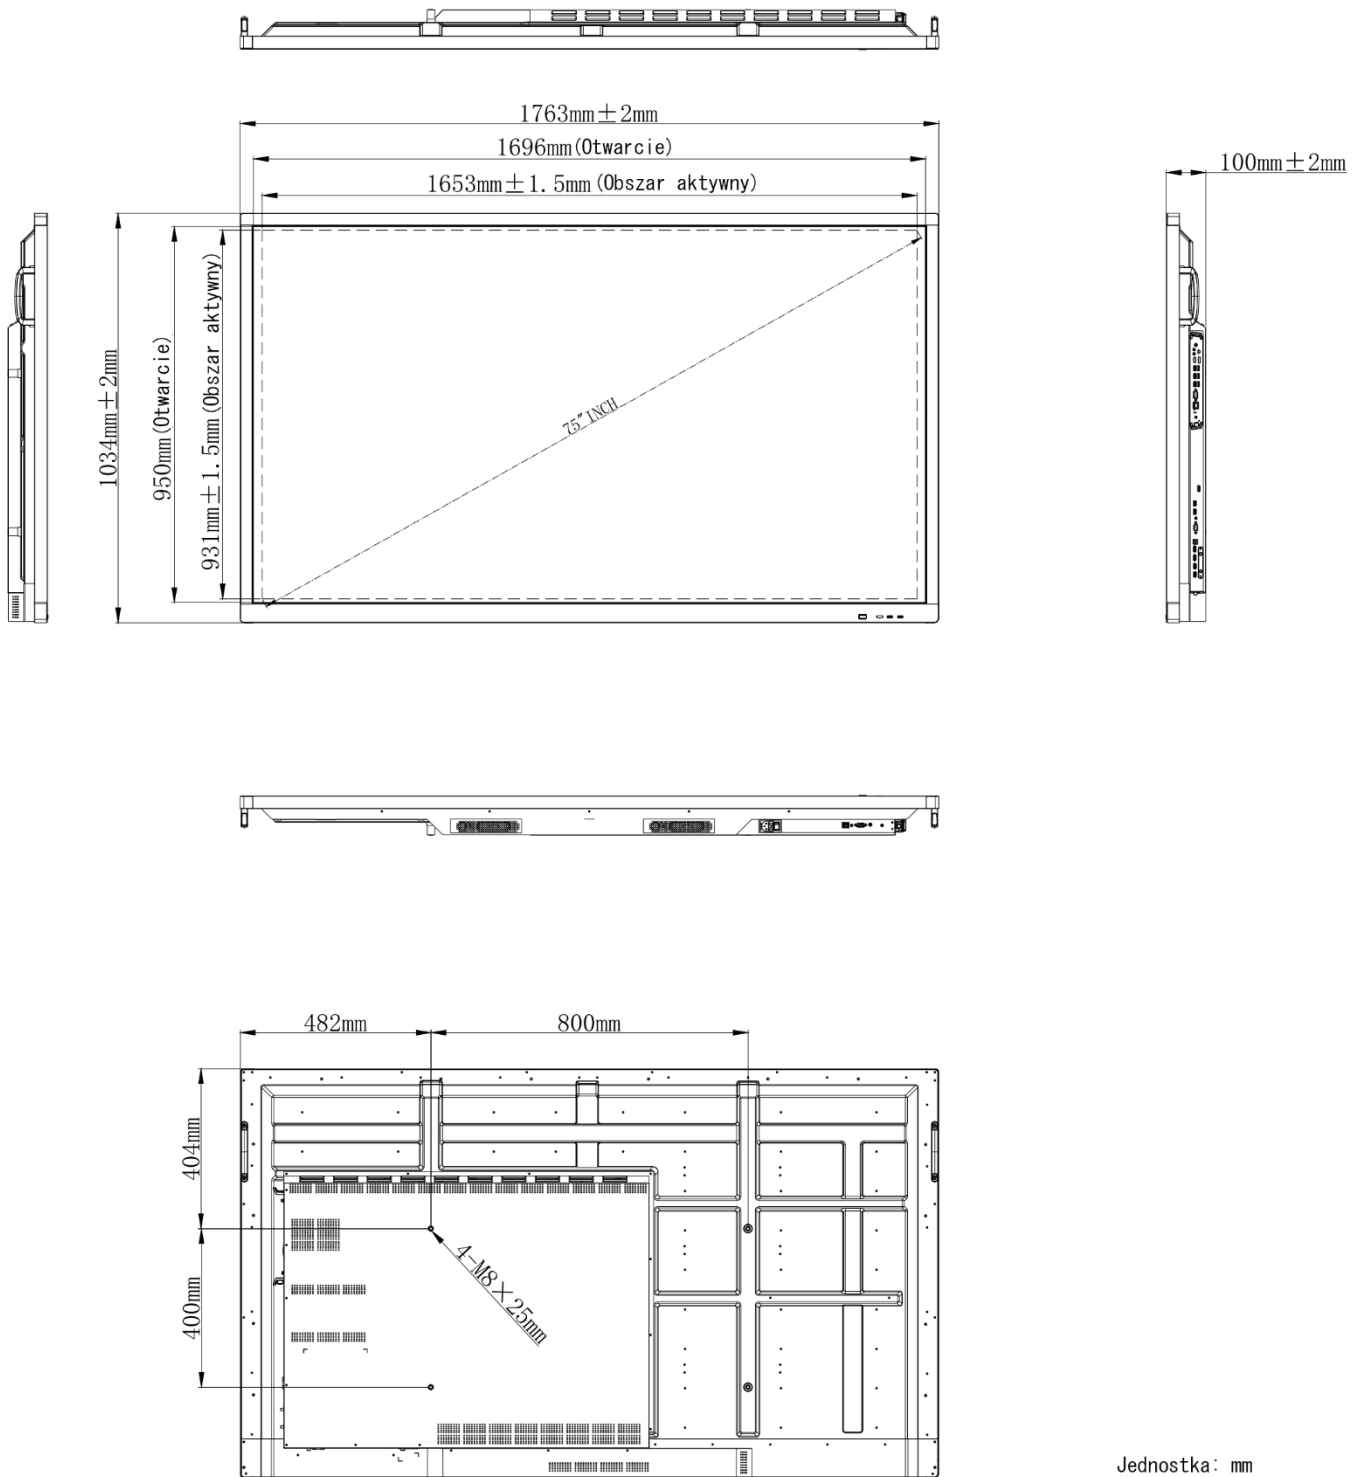 1763mm±2mm
1696mm(Otwarcie)
1653mm±1.5mm(Obszar aktywny)
100mm±2mm
1034mm±2mm
950mm(Otwarcie)
931mm±1.5mm(Obszar aktywny)
75″INCH
482mm
800mm
404mm
400mm
4-M8×25mm
Jednostka: mm